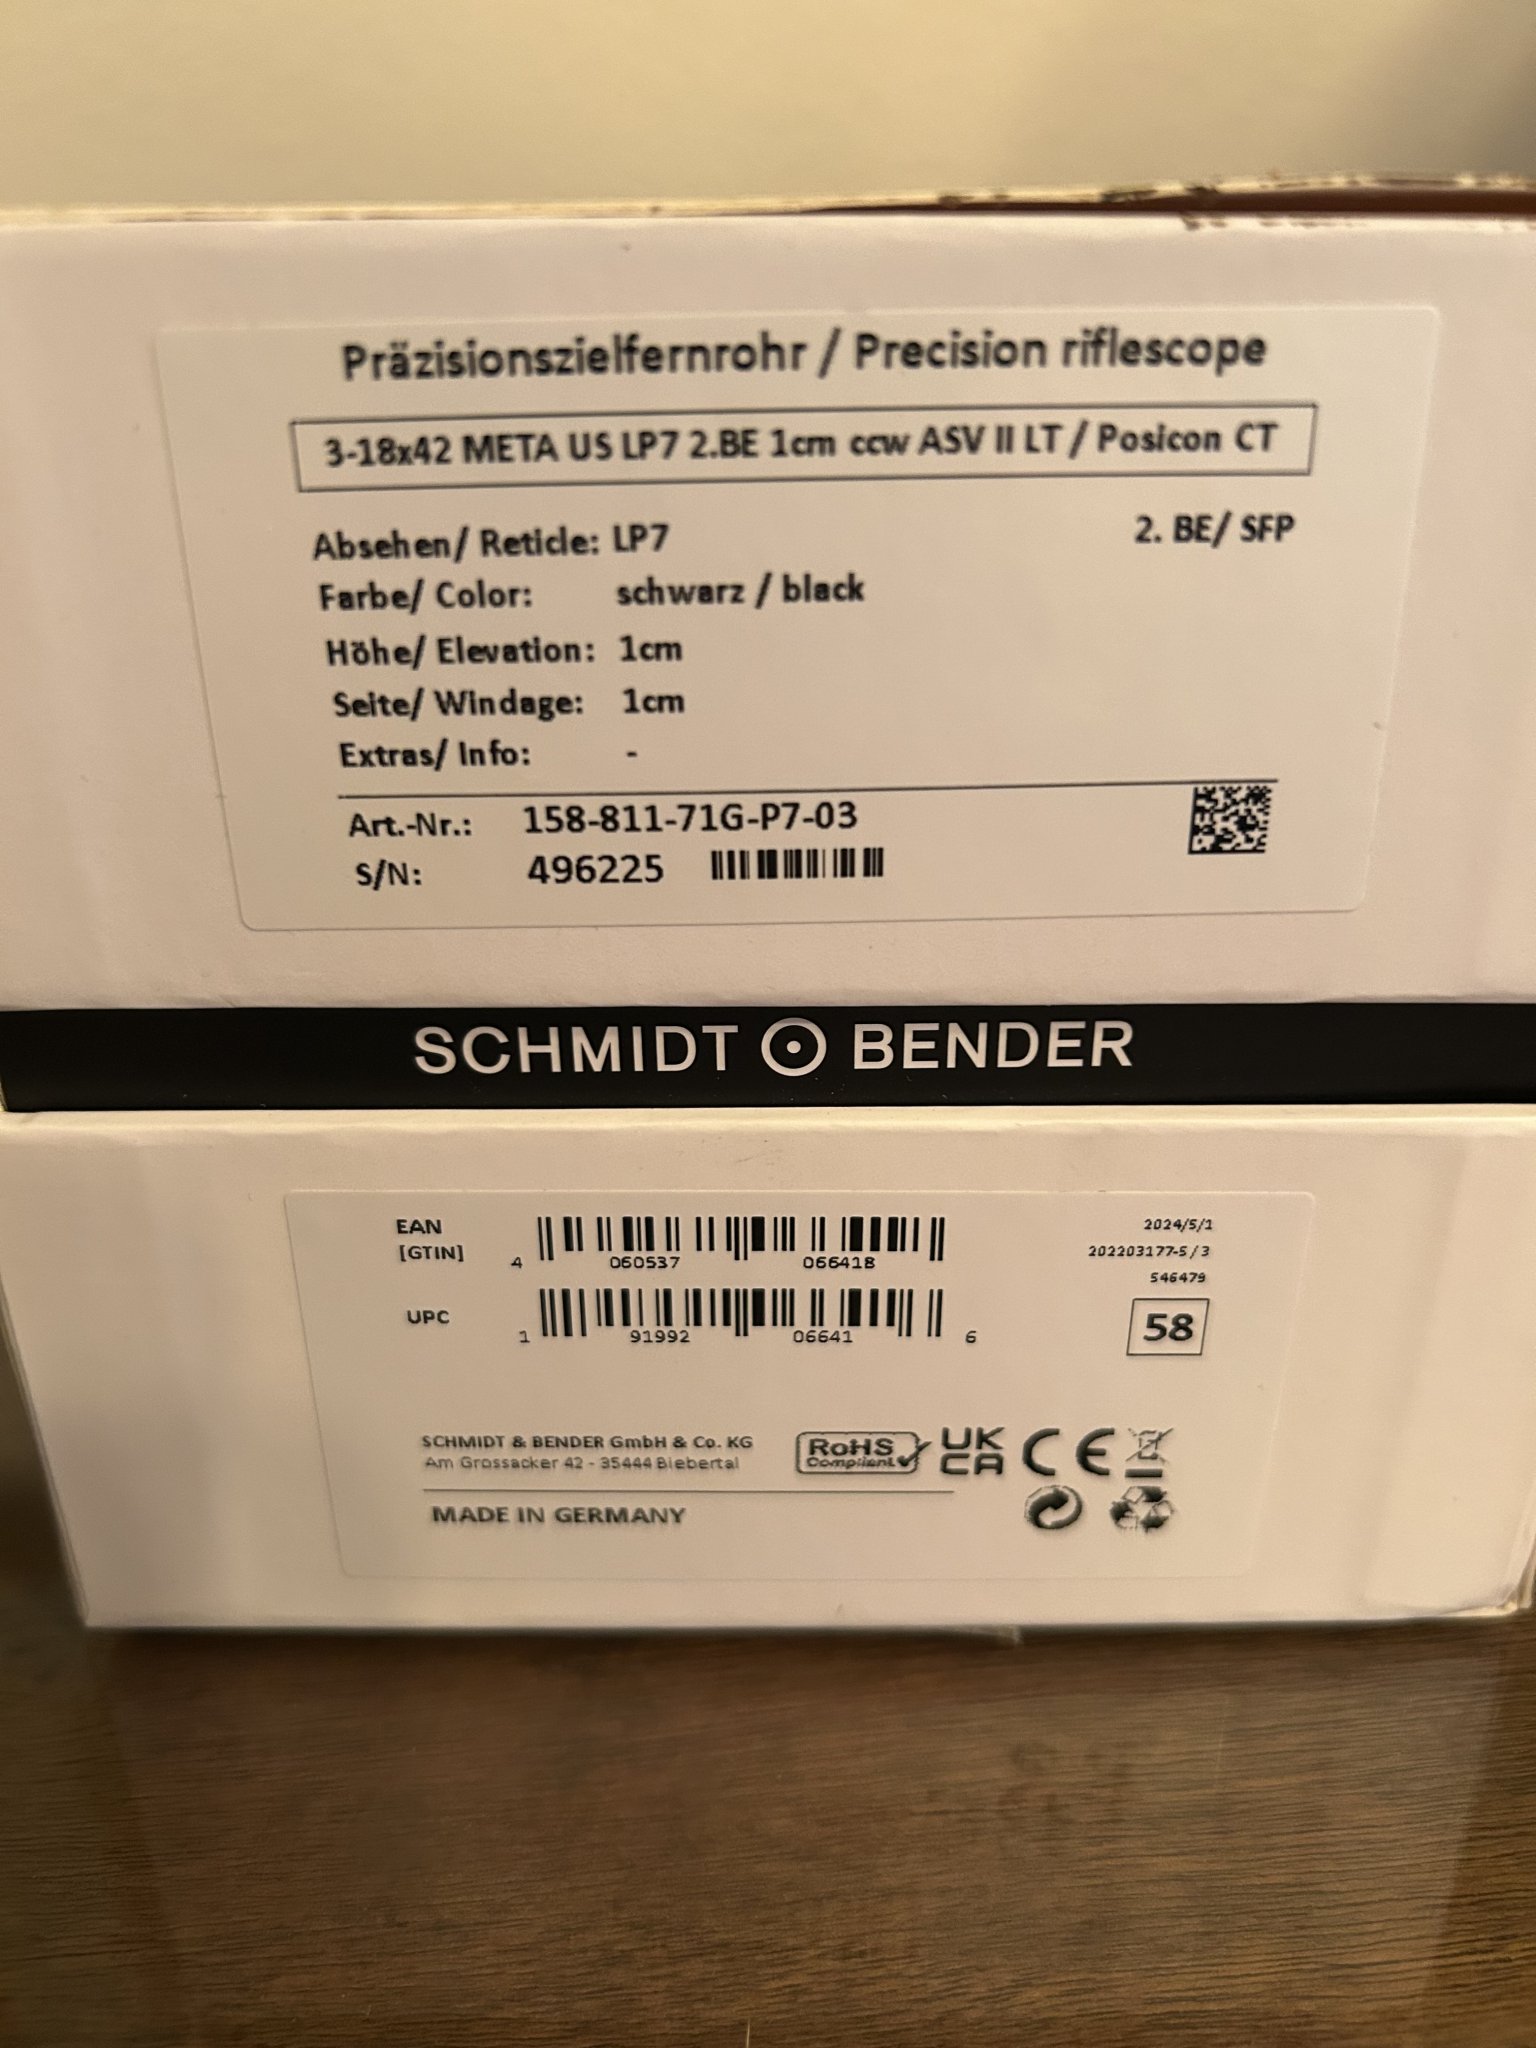 Präzisionszielfernrohr / Precision riflescope
3-18x42 META US LP7 2.BE 1cm ccw ASV II LT / Posicon CT
Absehen/ Reticle: LP7 2. BE/ SFP
Farbe/ Color: schwarz / black
Höhe/ Elevation: 1cm
Seite/ Windage: 1cm
Extras/ Info: -
Art.-Nr.: 158-811-71G-P7-03
S/N: 496225
SCHMIDT BENDER
EAN
[GTIN]
4 060537 066418
2024/5/1
202203177-5 / 3
546479
UPC
1 91992 06641 6
58
SCHMIDT & BENDER GmbH & Co. KG
Am Grossacker 42 - 35444 Biebertal
MADE IN GERMANY
RoHS
Compliant
UK
CA
CE